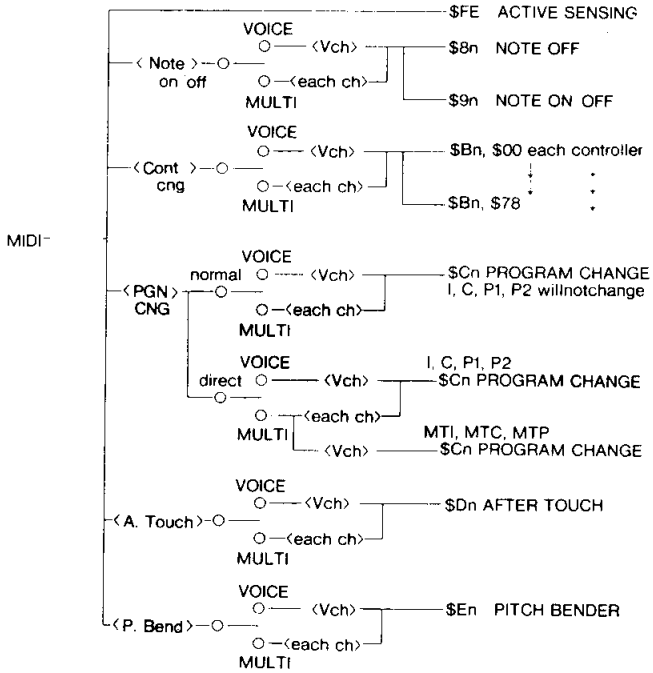 $FE ACTIVE SENSING
VOICE
<Vch> $8n NOTE OFF
< Note >
on off
<each ch>
MULTI
$9n NOTE ON OFF
VOICE
<Vch> $Bn, $00 each controller
<Cont >
cng
<each ch>
MULTI
$Bn, $78
MIDI
VOICE
normal <Vch> $Cn PROGRAM CHANGE
<PGN>
CNG
I, C, P1, P2 willnotchange
<each ch>
MULTI
VOICE
I, C, P1, P2
direct <Vch> $Cn PROGRAM CHANGE
<each ch>
MULTI
MTI, MTC, MTP
<Vch> $Cn PROGRAM CHANGE
VOICE
<Vch> $Dn AFTER TOUCH
<A. Touch>
<each ch>
MULTI
VOICE
<Vch> $En PITCH BENDER
<P. Bend>
<each ch>
MULTI